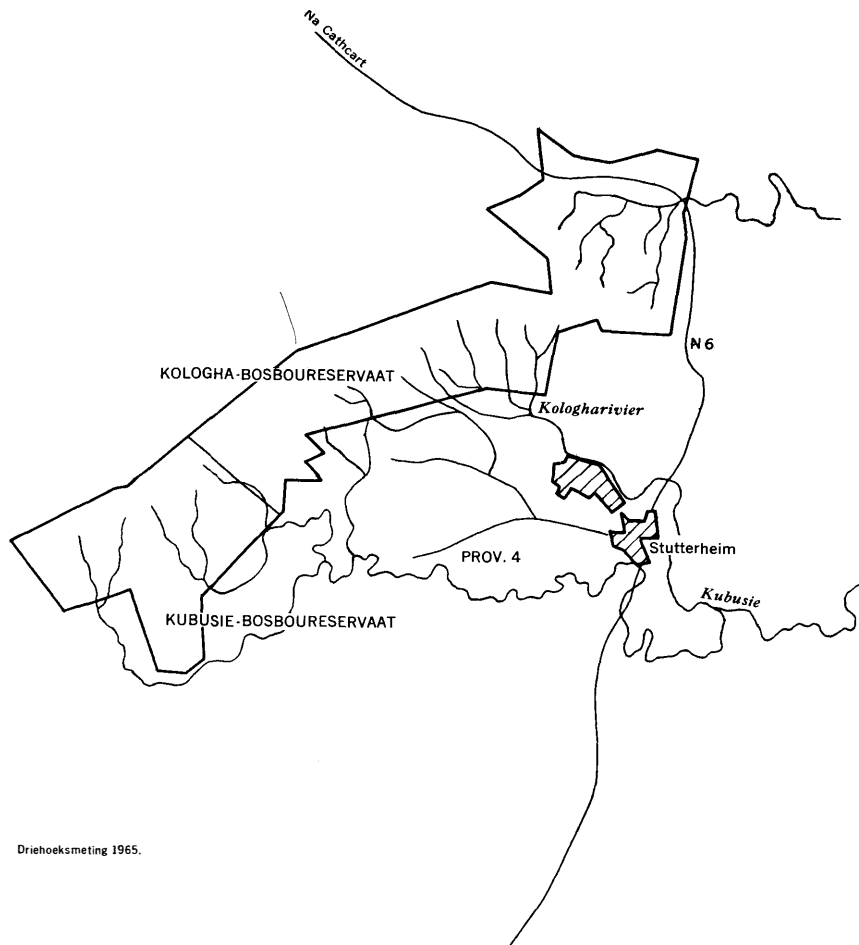 Na Cathcart
N6
KOLOGHA-BOSBOURESERVAAT
Kologharivier
Stutterheim
PROV. 4
Kubusie
KUBUSIE-BOSBOURESERVAAT
Driehoeksmeting 1965.